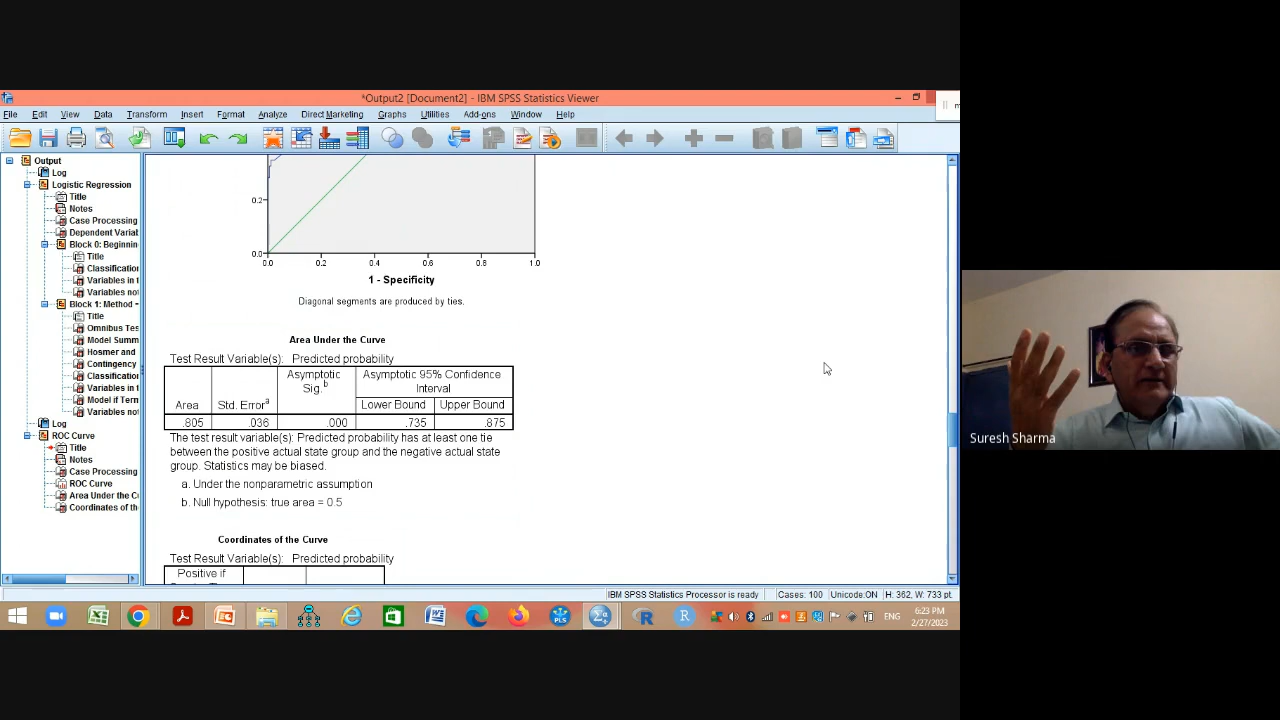 *Output2 [Document2] - IBM SPSS Statistics Viewer
File Edit View Data Transform Insert Format Analyze Direct Marketing Graphs Utilities Add-ons Window Help
Output
Log
Logistic Regression
Title
Notes
Case Processing
Dependent Variab
Block 0: Beginnin
Title
Classification
Variables in t
Variables not
Block 1: Method =
Title
Omnibus Tes
Model Summ
Hosmer and
Contingency
Classification
Variables in t
Model if Term
Variables not
Log
ROC Curve
Title
Notes
Case Processing
ROC Curve
Area Under the Cu
Coordinates of th
0.2
0.0
0.0 0.2 0.4 0.6 0.8 1.0
1 - Specificity
Diagonal segments are produced by ties.
Area Under the Curve
Test Result Variable(s): Predicted probability
Area Std. Errorᵃ Asymptotic Sig.ᵇ Asymptotic 95% Confidence Interval
Lower Bound Upper Bound
.805 .036 .000 .735 .875
The test result variable(s): Predicted probability has at least one tie
between the positive actual state group and the negative actual state
group. Statistics may be biased.
a. Under the nonparametric assumption
b. Null hypothesis: true area = 0.5
Coordinates of the Curve
Test Result Variable(s): Predicted probability
Positive if
IBM SPSS Statistics Processor is ready Cases: 100 Unicode:ON H: 362, W: 733 pt.
PLS
ENG
6:23 PM
2/27/2023
Suresh Sharma